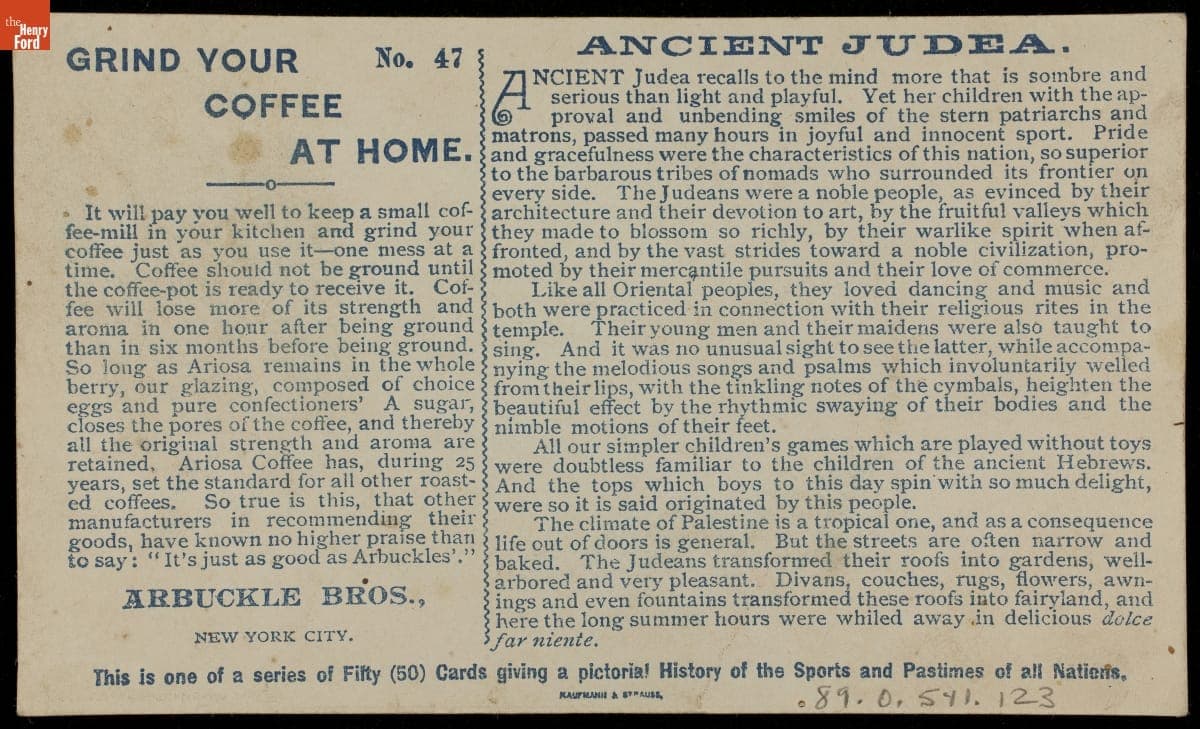 the
Henry
Ford
GRIND YOUR No. 47
COFFEE
AT HOME.
It will pay you well to keep a small cof-
fee-mill in your kitchen and grind your
coffee just as you use it—one mess at a
time. Coffee should not be ground until
the coffee-pot is ready to receive it. Cof-
fee will lose more of its strength and
aroma in one hour after being ground
than in six months before being ground.
So long as Ariosa remains in the whole
berry, our glazing, composed of choice
eggs and pure confectioners' A sugar,
closes the pores of the coffee, and thereby
all the original strength and aroma are
retained. Ariosa Coffee has, during 25
years, set the standard for all other roast-
ed coffees. So true is this, that other
manufacturers in recommending their
goods, have known no higher praise than
to say: "It's just as good as Arbuckles'."
ARBUCKLE BROS.,
NEW YORK CITY.
ANCIENT JUDEA.
ANCIENT Judea recalls to the mind more that is sombre and
serious than light and playful. Yet her children with the ap-
proval and unbending smiles of the stern patriarchs and
matrons, passed many hours in joyful and innocent sport. Pride
and gracefulness were the characteristics of this nation, so superior
to the barbarous tribes of nomads who surrounded its frontier on
every side. The Judeans were a noble people, as evinced by their
architecture and their devotion to art, by the fruitful valleys which
they made to blossom so richly, by their warlike spirit when af-
fronted, and by the vast strides toward a noble civilization, pro-
moted by their mercantile pursuits and their love of commerce.
Like all Oriental peoples, they loved dancing and music and
both were practiced in connection with their religious rites in the
temple. Their young men and their maidens were also taught to
sing. And it was no unusual sight to see the latter, while accompa-
nying the melodious songs and psalms which involuntarily welled
from their lips, with the tinkling notes of the cymbals, heighten the
beautiful effect by the rhythmic swaying of their bodies and the
nimble motions of their feet.
All our simpler children's games which are played without toys
were doubtless familiar to the children of the ancient Hebrews.
And the tops which boys to this day spin with so much delight,
were so it is said originated by this people.
The climate of Palestine is a tropical one, and as a consequence
life out of doors is general. But the streets are often narrow and
baked. The Judeans transformed their roofs into gardens, well-
arbored and very pleasant. Divans, couches, rugs, flowers, awn-
ings and even fountains transformed these roofs into fairyland, and
here the long summer hours were whiled away in delicious dolce
far niente.
This is one of a series of Fifty (50) Cards giving a pictorial History of the Sports and Pastimes of all Nations.
KAUFMANN & STRAUSS,
.89.0.541.123